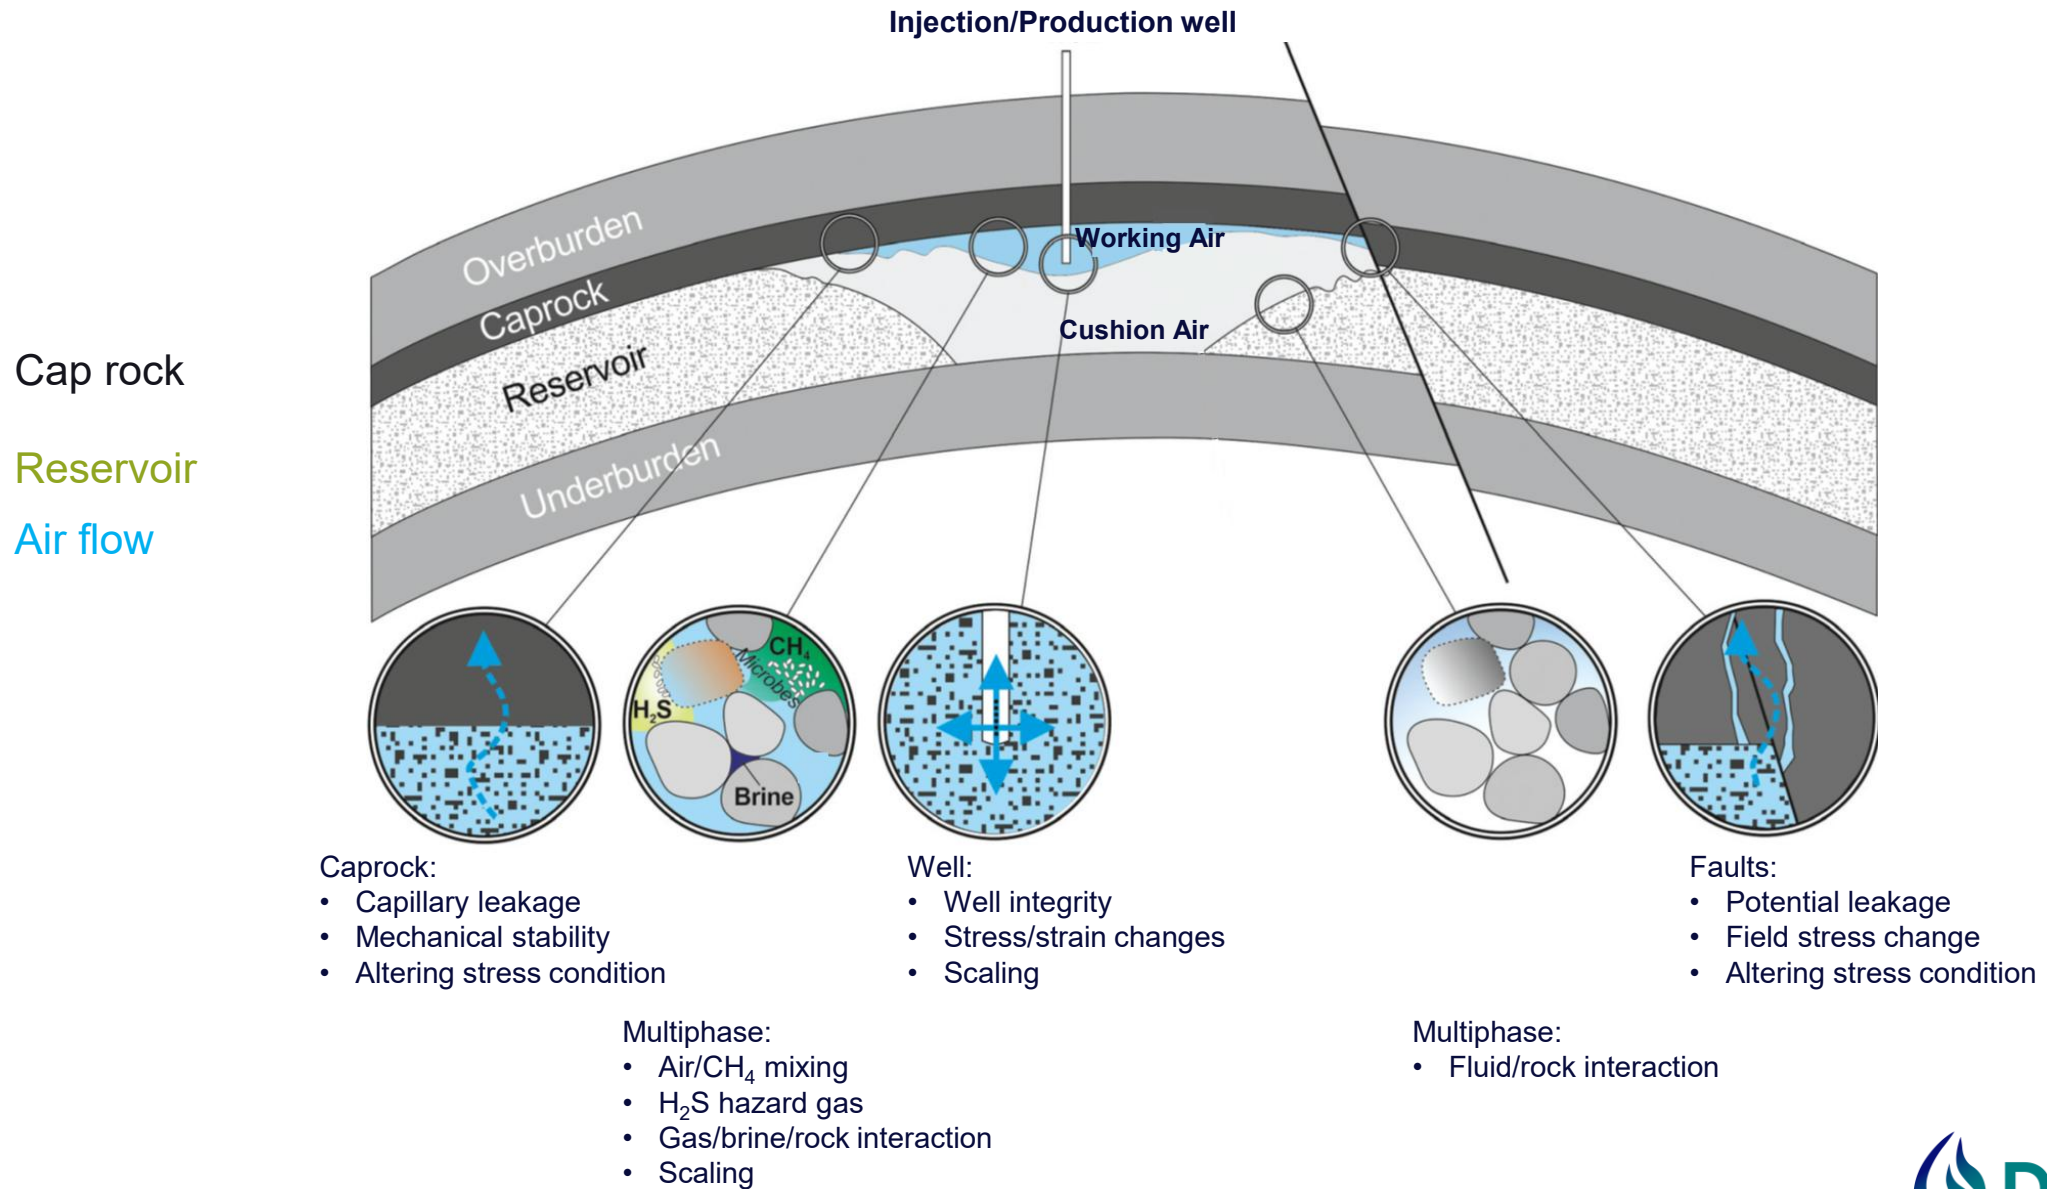 Injection/Production well
Overburden
Working Air
Caprock
Cushion Air
Reservoir
Underburden
Cap rock
Reservoir
Air flow
CH₄
Microbes
H₂S
Brine
Caprock:
• Capillary leakage
• Mechanical stability
• Altering stress condition
Well:
• Well integrity
• Stress/strain changes
• Scaling
Faults:
• Potential leakage
• Field stress change
• Altering stress condition
Multiphase:
• Air/CH₄ mixing
• H₂S hazard gas
• Gas/brine/rock interaction
• Scaling
Multiphase:
• Fluid/rock interaction